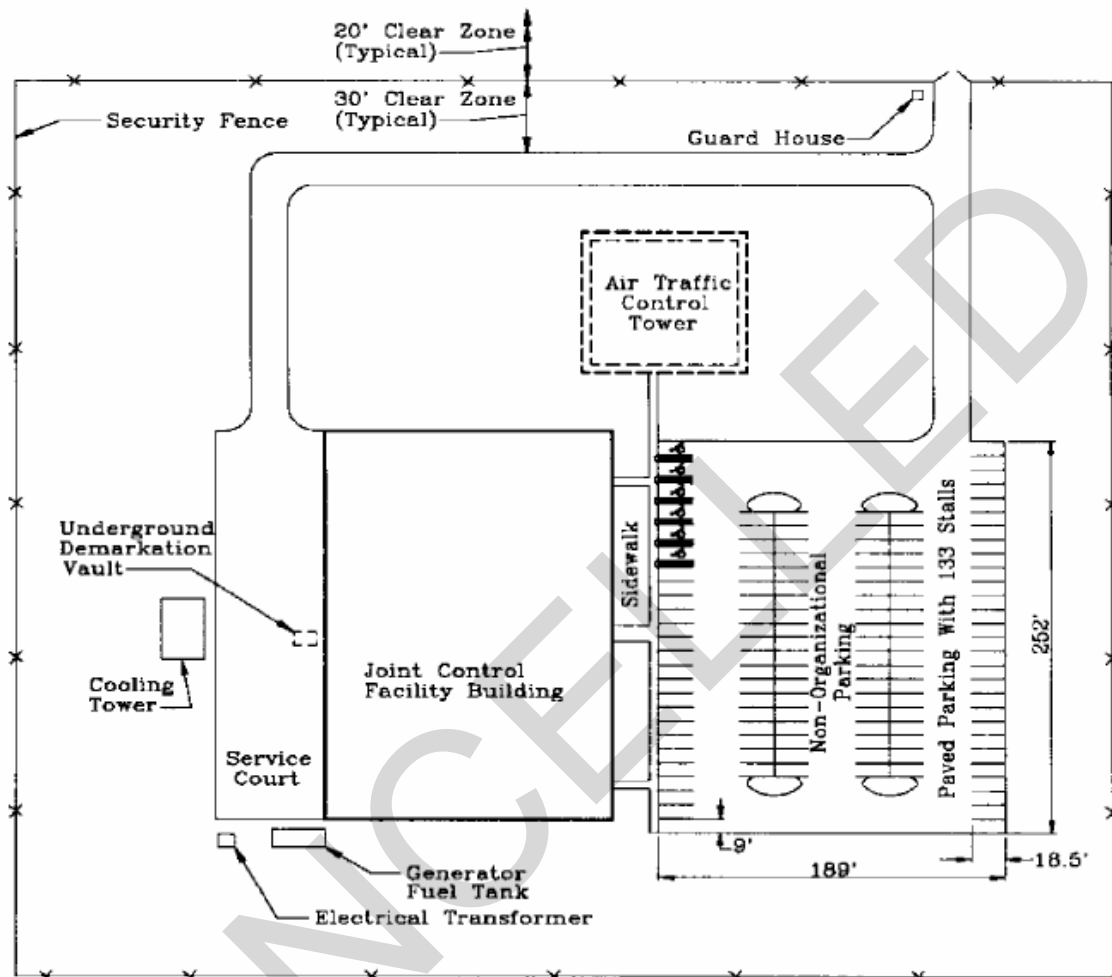 20' Clear Zone
(Typical)
30' Clear Zone
(Typical)
Security Fence
Guard House
Air Traffic
Control
Tower
Underground
Demarkation
Vault
Sidewalk
Non-Organizational
Parking
Paved Parking With 133 Stalls
252'
Joint Control
Facility Building
Cooling
Tower
Service
Court
9'
189'
18.5'
Generator
Fuel Tank
Electrical Transformer
NCELLED